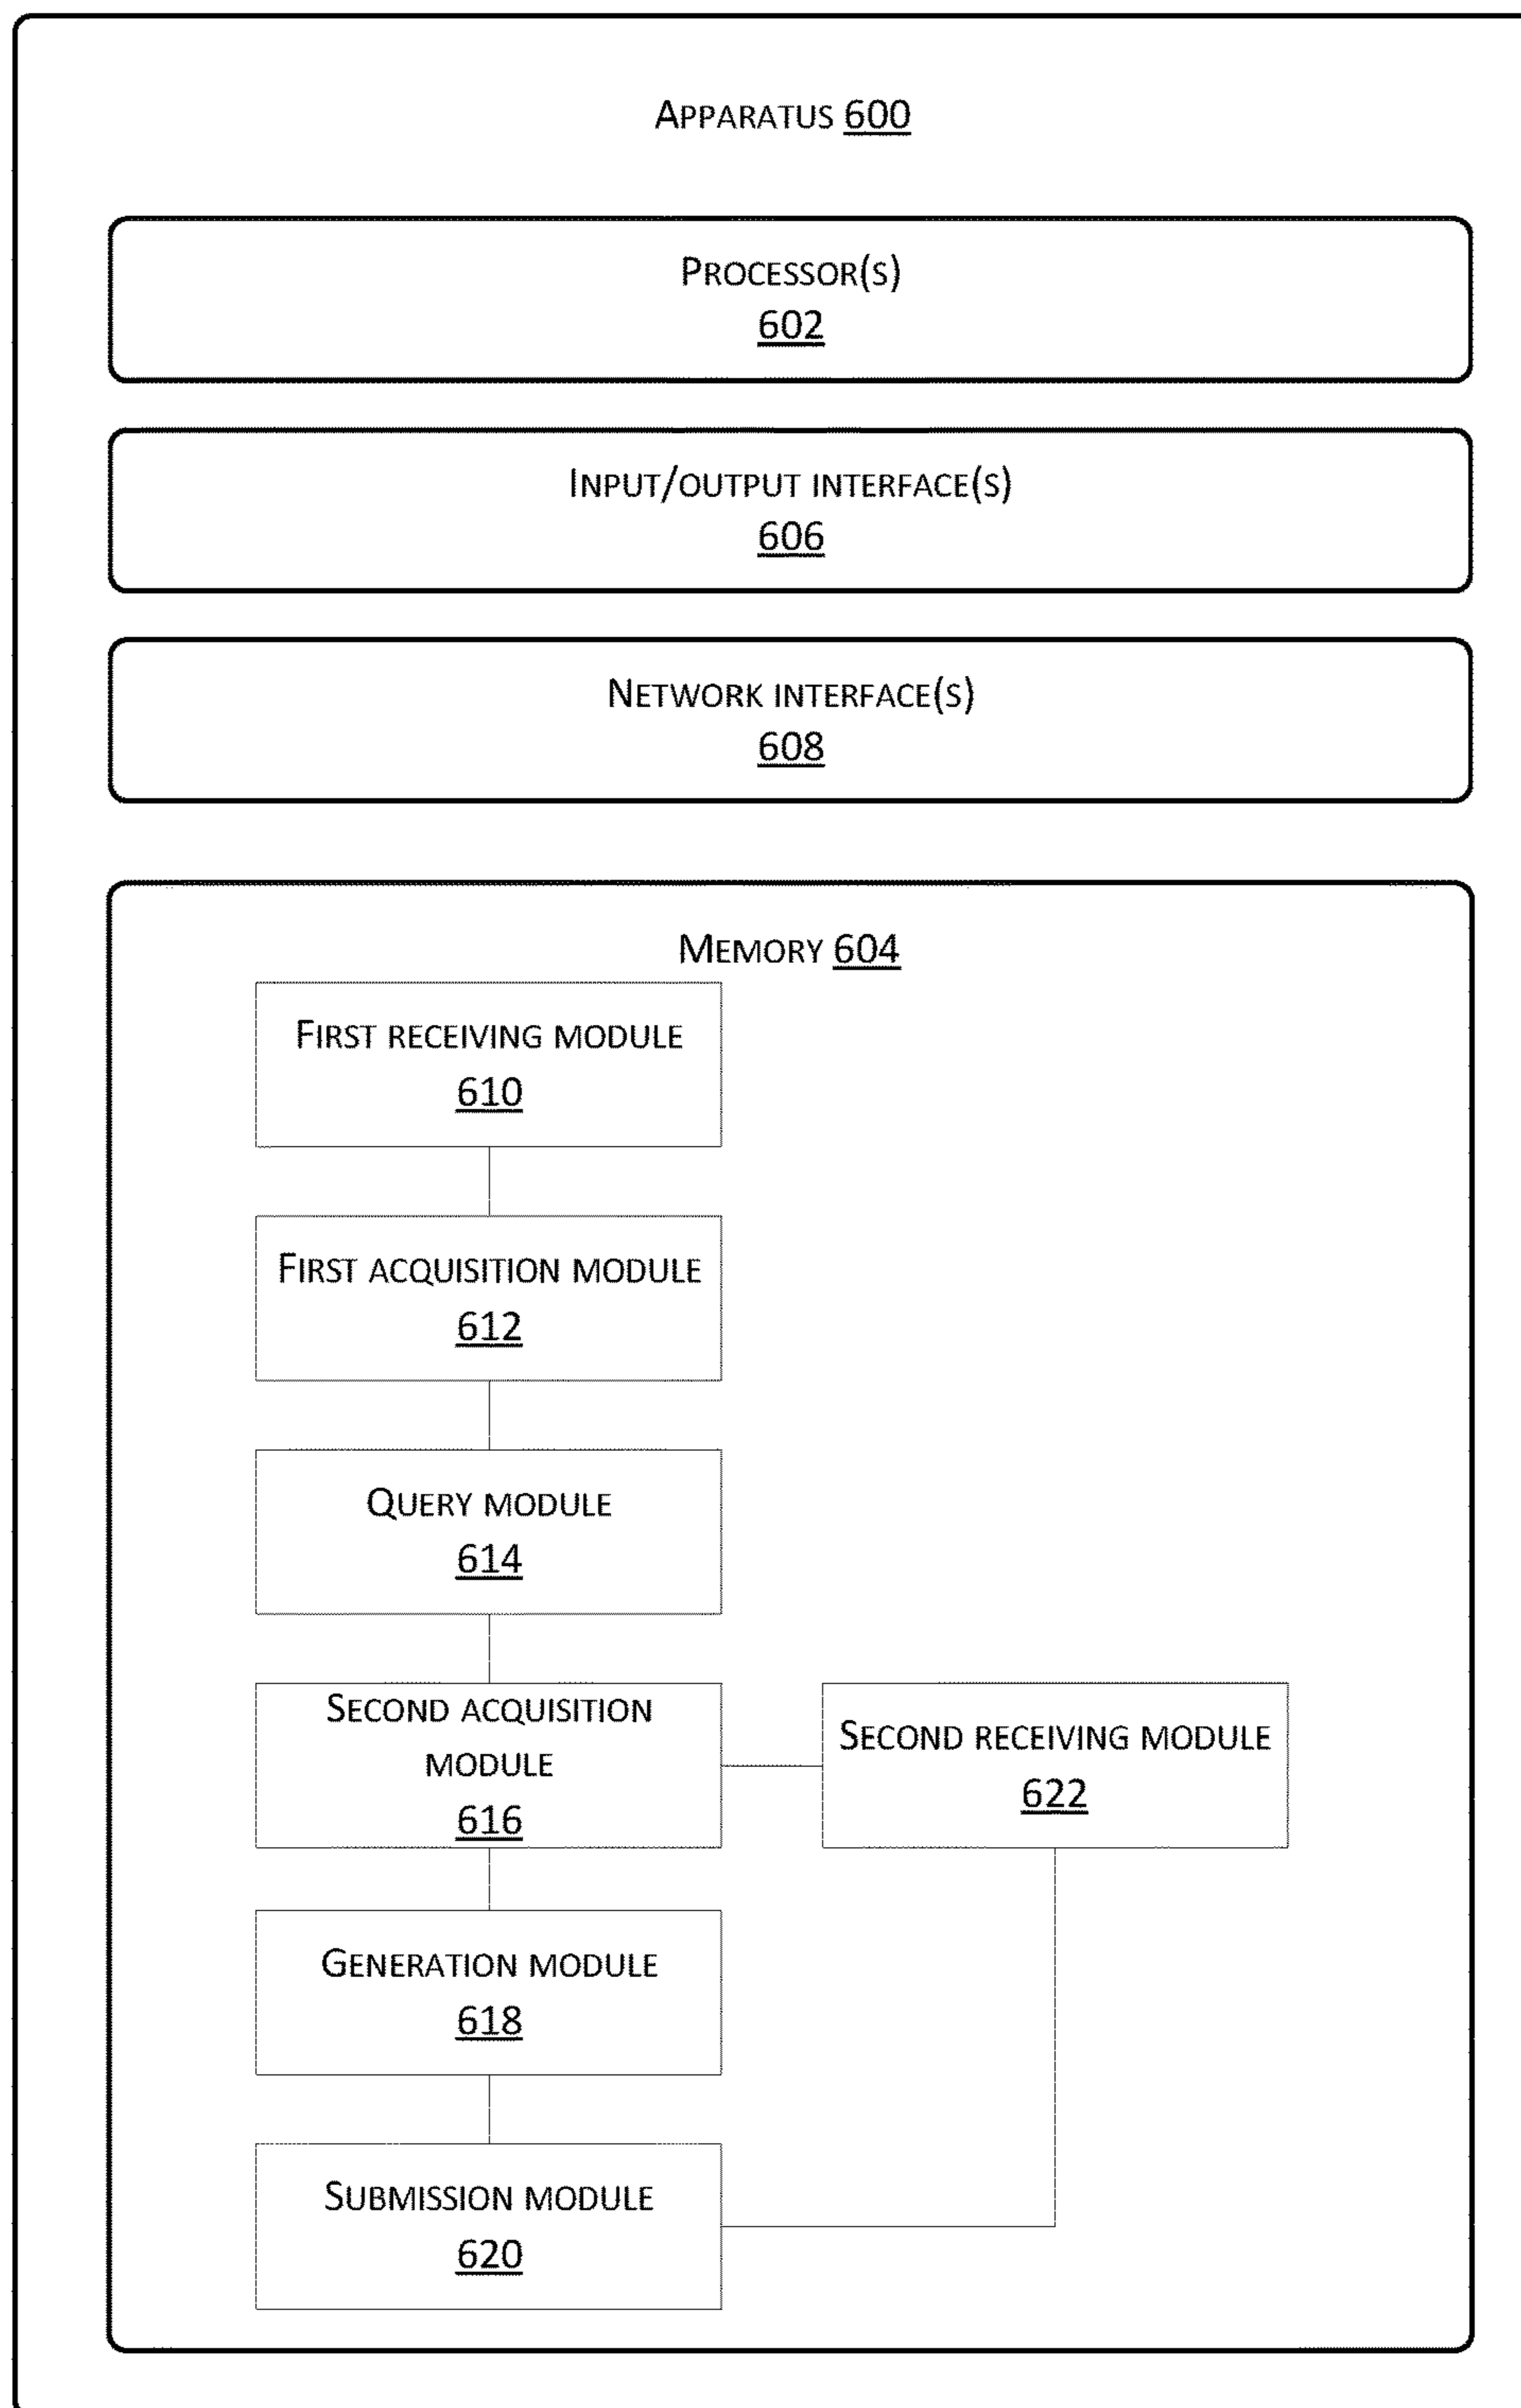 APPARATUS 600
PROCESSOR(S)
602
INPUT/OUTPUT INTERFACE(S)
606
NETWORK INTERFACE(S)
608
MEMORY 604
FIRST RECEIVING MODULE
610
FIRST ACQUISITION MODULE
612
QUERY MODULE
614
SECOND ACQUISITION
MODULE
616
SECOND RECEIVING MODULE
622
GENERATION MODULE
618
SUBMISSION MODULE
620